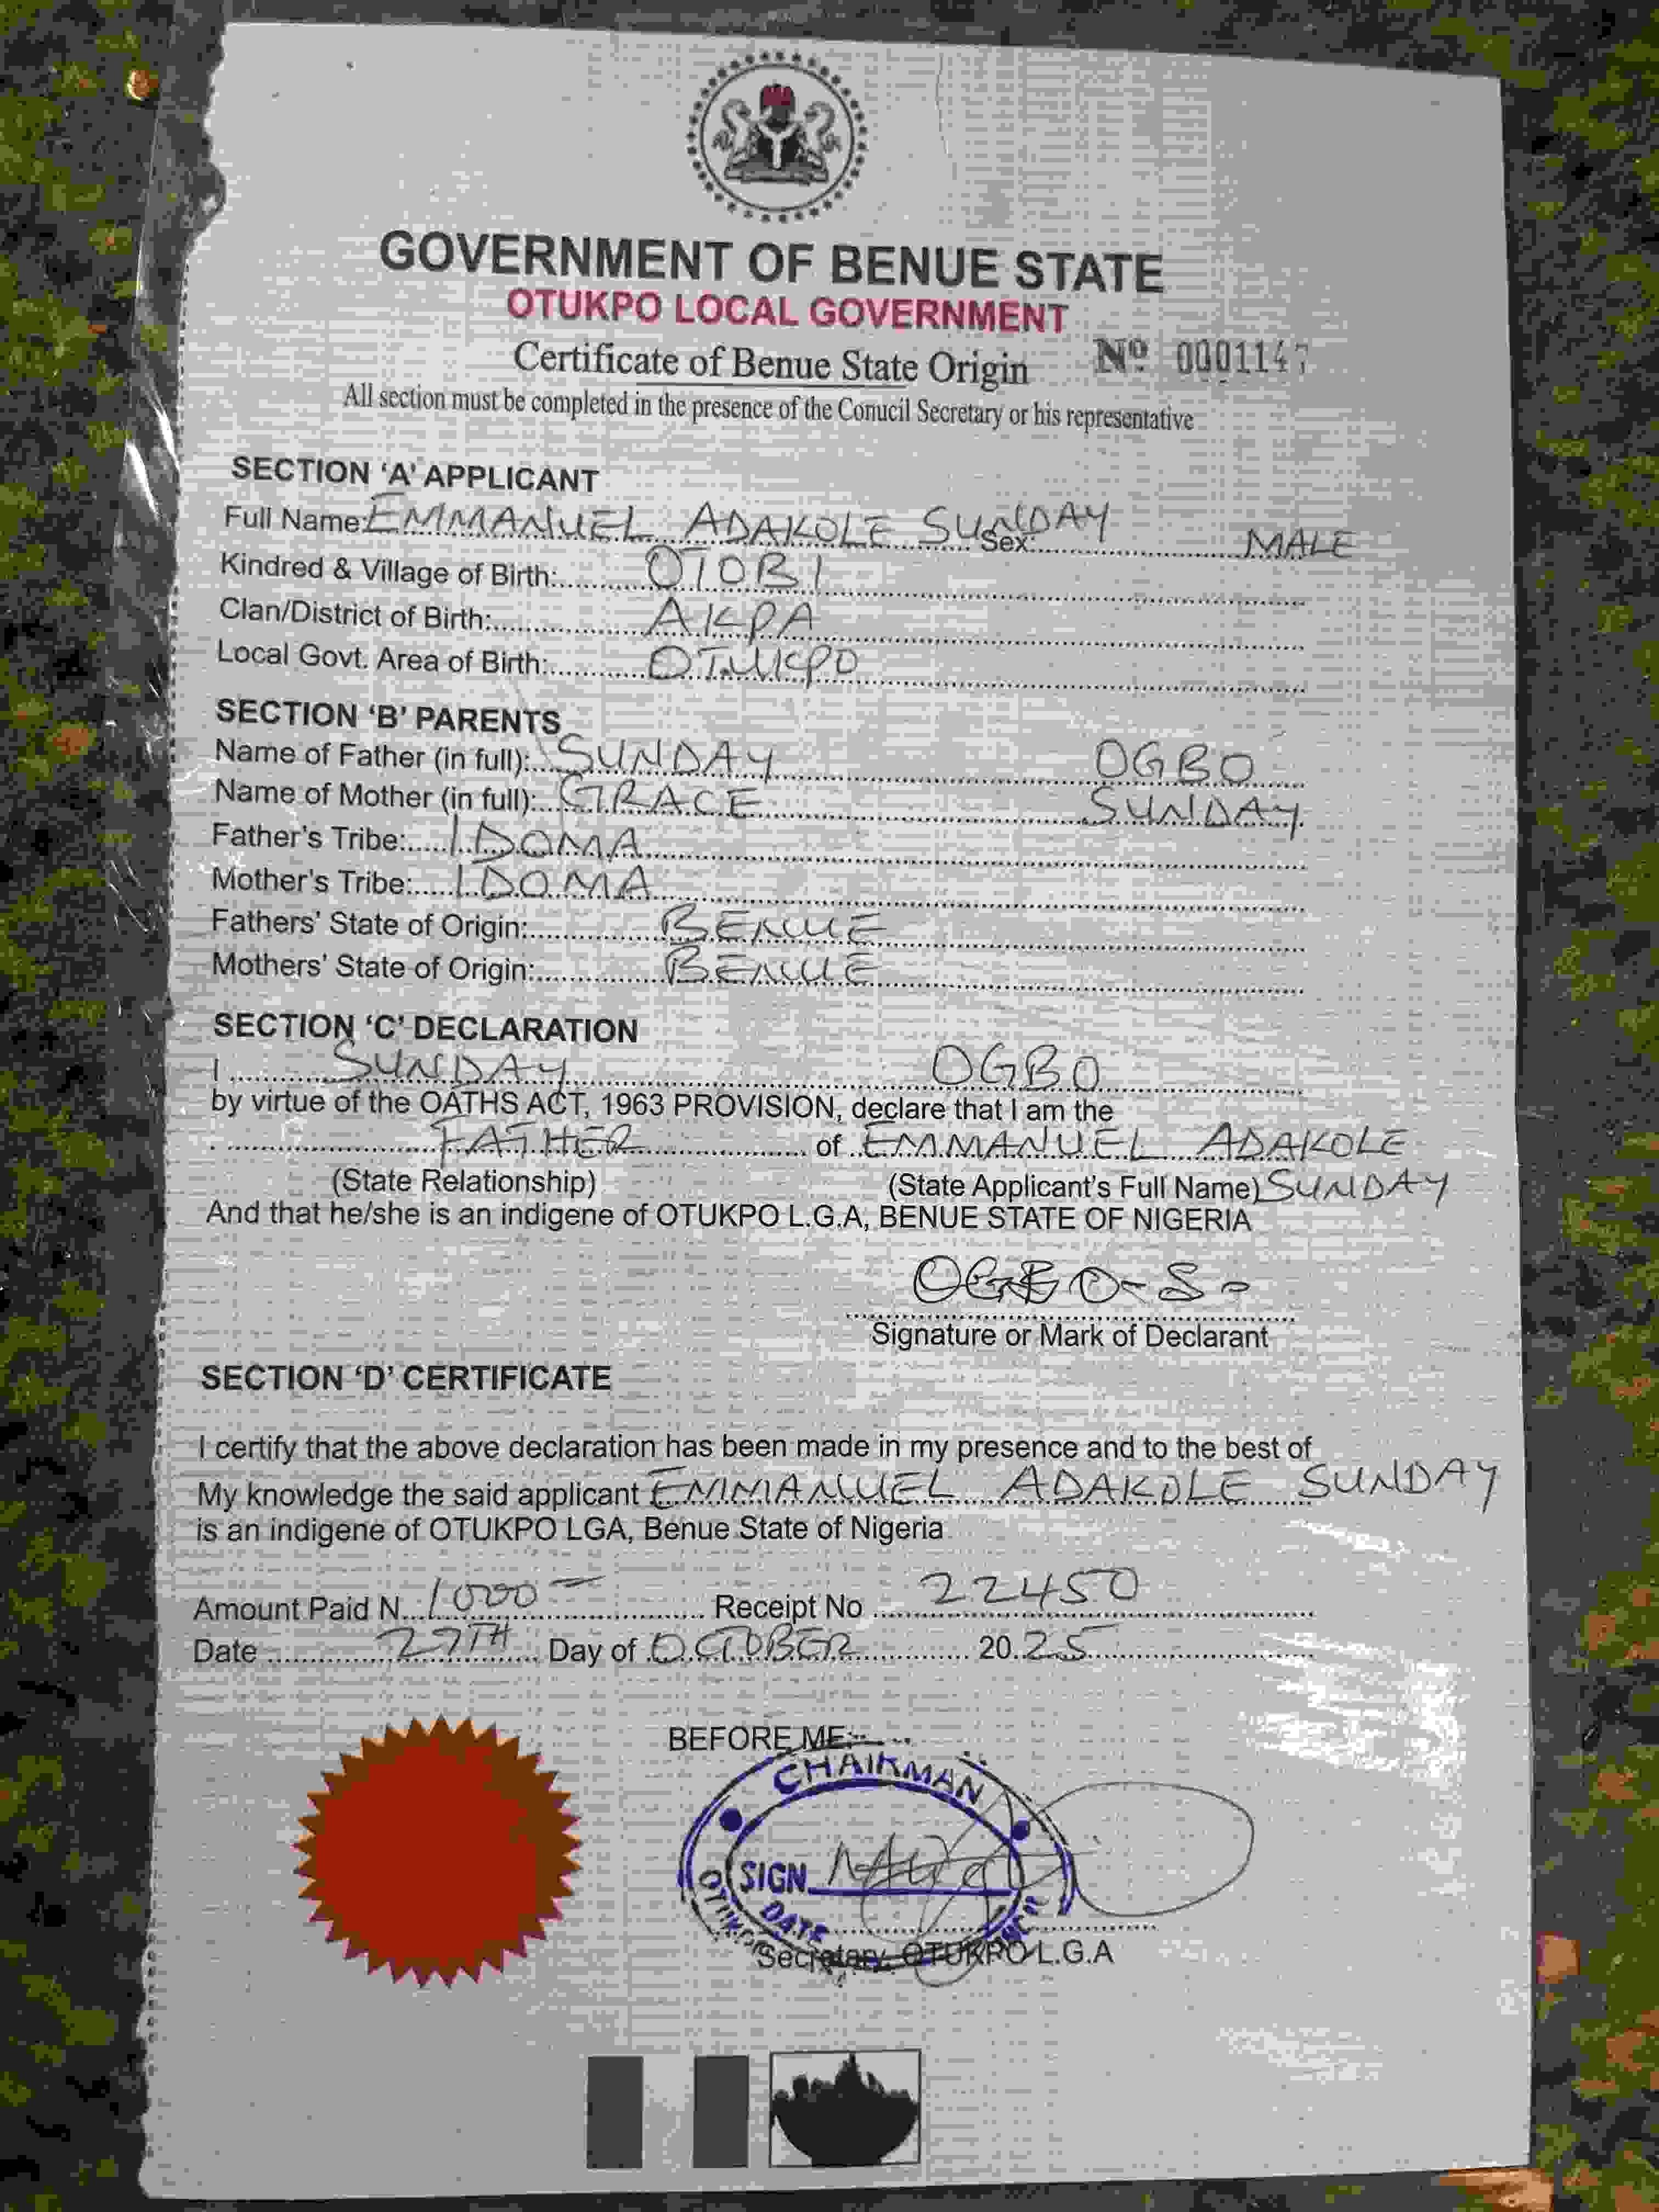 GOVERNMENT OF BENUE STATE
OTUKPO LOCAL GOVERNMENT
Certificate of Benue State Origin Nº 0001147
All section must be completed in the presence of the Conucil Secretary or his representative
SECTION 'A' APPLICANT
Full Name: EMMANUEL ADAKOLE SUNDAY Sex: MALE
Kindred & Village of Birth: OTOBI
Clan/District of Birth: AKPA
Local Govt. Area of Birth: OTUKPO
SECTION 'B' PARENTS
Name of Father (in full): SUNDAY OGBO
Name of Mother (in full): GRACE SUNDAY
Father's Tribe: IDOMA
Mother's Tribe: IDOMA
Fathers' State of Origin: BENUE
Mothers' State of Origin: BENUE
SECTION 'C' DECLARATION
I SUNDAY OGBO
by virtue of the OATHS ACT, 1963 PROVISION, declare that I am the
FATHER of EMMANUEL ADAKOLE
(State Relationship) (State Applicant's Full Name) SUNDAY
And that he/she is an indigene of OTUKPO L.G.A, BENUE STATE OF NIGERIA
OGBO-S-
Signature or Mark of Declarant
SECTION 'D' CERTIFICATE
I certify that the above declaration has been made in my presence and to the best of
My knowledge the said applicant EMMANUEL ADAKOLE SUNDAY
is an indigene of OTUKPO LGA, Benue State of Nigeria
Amount Paid N 1000 - Receipt No 22450
Date 27TH Day of OCTOBER 2025
BEFORE ME:-
CHAIRMAN
SIGN
DATE
Secretary, OTUKPO L.G.A